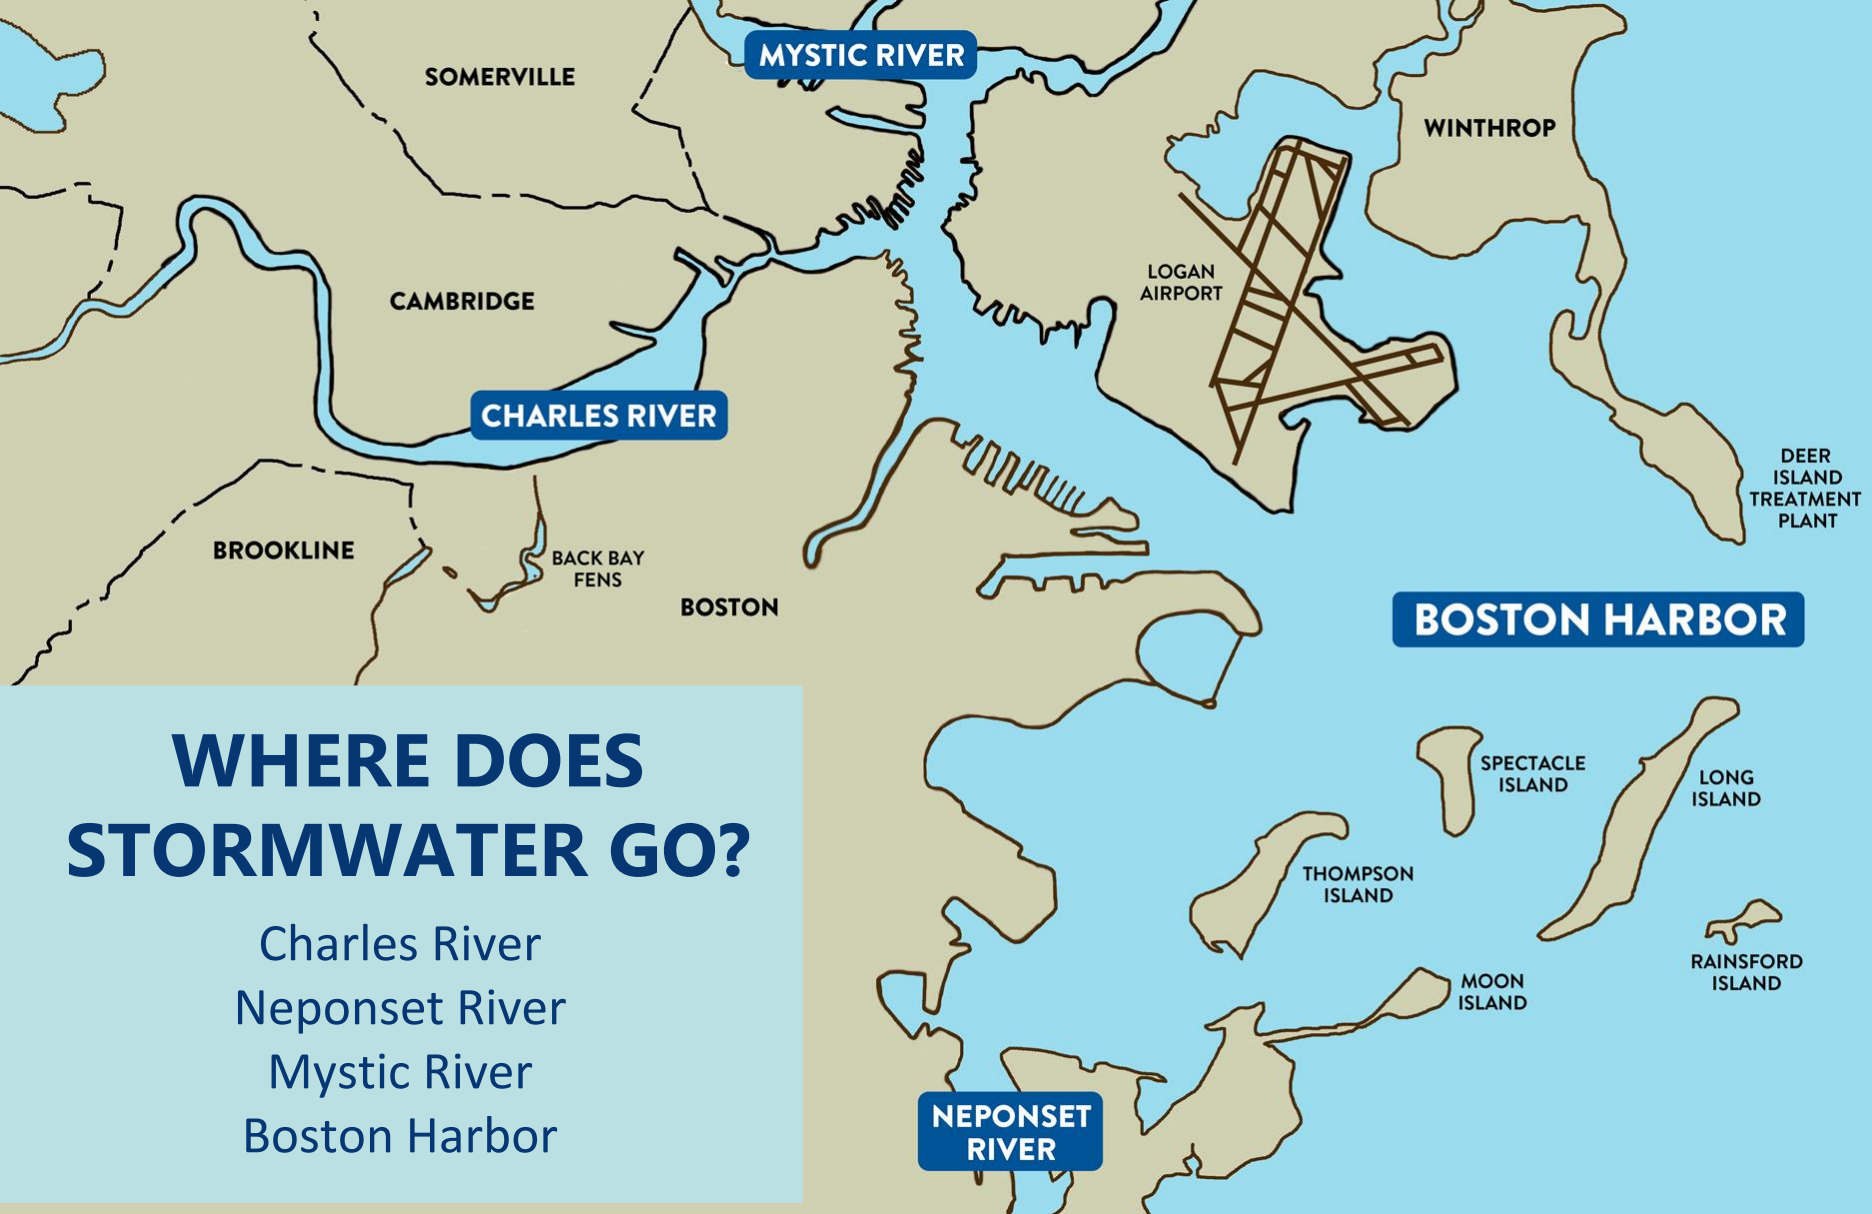 MYSTIC RIVER
SOMERVILLE
WINTHROP
LOGAN
AIRPORT
CAMBRIDGE
CHARLES RIVER
DEER
ISLAND
TREATMENT
PLANT
BROOKLINE
BACK BAY
FENS
BOSTON
BOSTON HARBOR
WHERE DOES
STORMWATER GO?
Charles River
Neponset River
Mystic River
Boston Harbor
SPECTACLE
ISLAND
LONG
ISLAND
THOMPSON
ISLAND
RAINSFORD
ISLAND
MOON
ISLAND
NEPONSET
RIVER